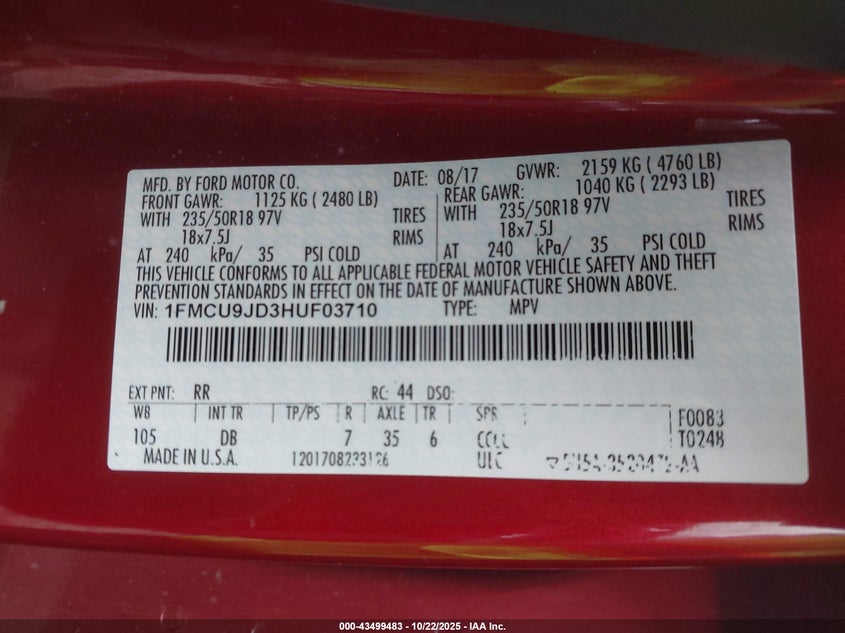 MFD. BY FORD MOTOR CO. DATE: 08/17 GVWR: 2159 KG ( 4760 LB)
FRONT GAWR: 1125 KG ( 2480 LB) REAR GAWR: 1040 KG ( 2293 LB)
WITH 235/50R18 97V TIRES WITH 235/50R18 97V TIRES
18x7.5J RIMS 18x7.5J RIMS
AT 240 kPa/ 35 PSI COLD AT 240 kPa/ 35 PSI COLD
THIS VEHICLE CONFORMS TO ALL APPLICABLE FEDERAL MOTOR VEHICLE SAFETY AND THEFT
PREVENTION STANDARDS IN EFFECT ON THE DATE OF MANUFACTURE SHOWN ABOVE.
VIN: 1FMCU9JD3HUF03710 TYPE: MPV
EXT PNT: RR RC: 44 DSO:
WB INT TR TP/PS R AXLE TR SPR F0083
105 DB 7 35 6 T0248
MADE IN U.S.A.
000-43499483 - 10/22/2025 - IAA Inc.